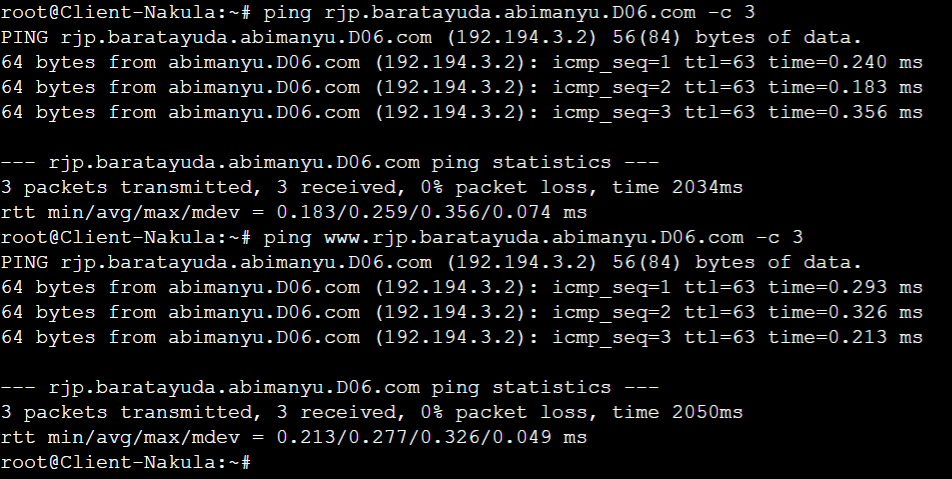 root@Client-Nakula:~# ping rjp.baratayuda.abimanyu.D06.com -c 3
PING rjp.baratayuda.abimanyu.D06.com (192.194.3.2) 56(84) bytes of data.
64 bytes from abimanyu.D06.com (192.194.3.2): icmp_seq=1 ttl=63 time=0.240 ms
64 bytes from abimanyu.D06.com (192.194.3.2): icmp_seq=2 ttl=63 time=0.183 ms
64 bytes from abimanyu.D06.com (192.194.3.2): icmp_seq=3 ttl=63 time=0.356 ms

--- rjp.baratayuda.abimanyu.D06.com ping statistics ---
3 packets transmitted, 3 received, 0% packet loss, time 2034ms
rtt min/avg/max/mdev = 0.183/0.259/0.356/0.074 ms
root@Client-Nakula:~# ping www.rjp.baratayuda.abimanyu.D06.com -c 3
PING rjp.baratayuda.abimanyu.D06.com (192.194.3.2) 56(84) bytes of data.
64 bytes from abimanyu.D06.com (192.194.3.2): icmp_seq=1 ttl=63 time=0.293 ms
64 bytes from abimanyu.D06.com (192.194.3.2): icmp_seq=2 ttl=63 time=0.326 ms
64 bytes from abimanyu.D06.com (192.194.3.2): icmp_seq=3 ttl=63 time=0.213 ms

--- rjp.baratayuda.abimanyu.D06.com ping statistics ---
3 packets transmitted, 3 received, 0% packet loss, time 2050ms
rtt min/avg/max/mdev = 0.213/0.277/0.326/0.049 ms
root@Client-Nakula:~#